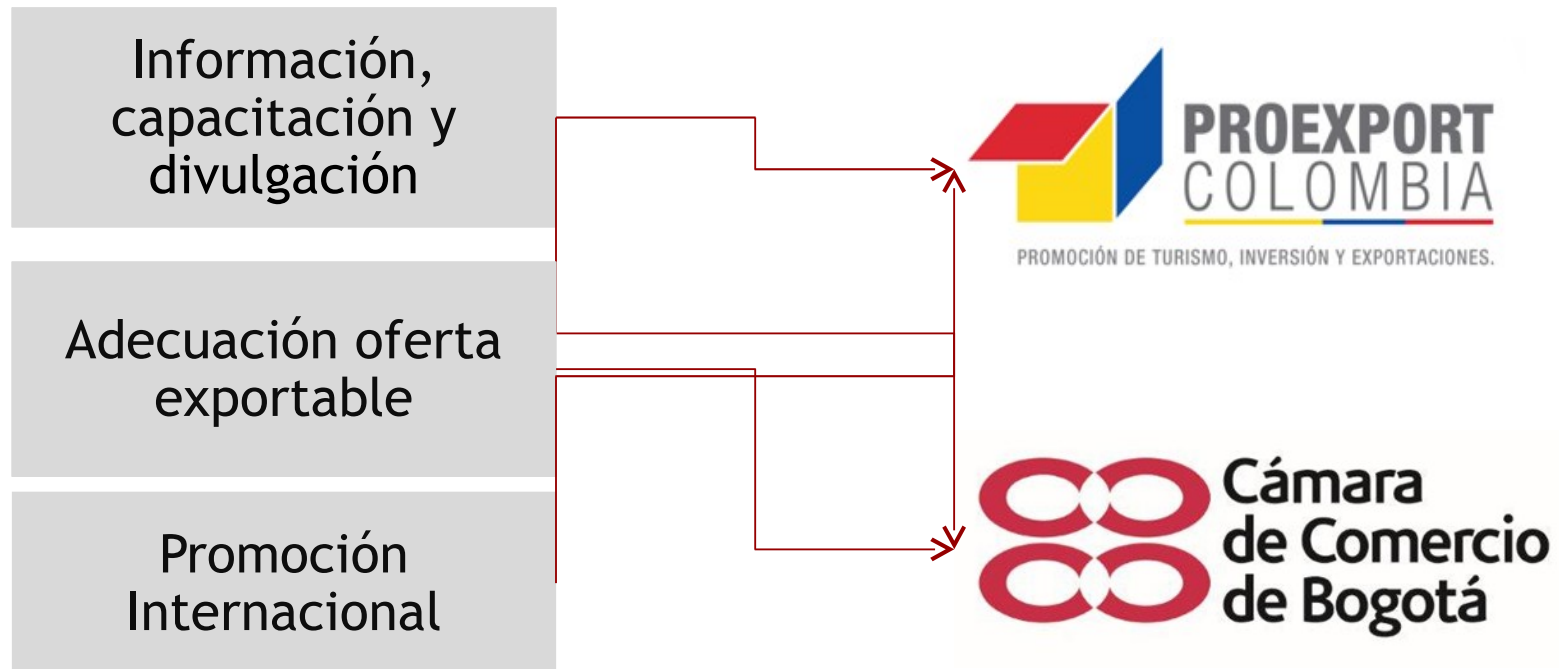 Información,
capacitación y
divulgación
Adecuación oferta
exportable
Promoción
Internacional
PROEXPORT
COLOMBIA
PROMOCIÓN DE TURISMO, INVERSIÓN Y EXPORTACIONES.
Cámara
de Comercio
de Bogotá